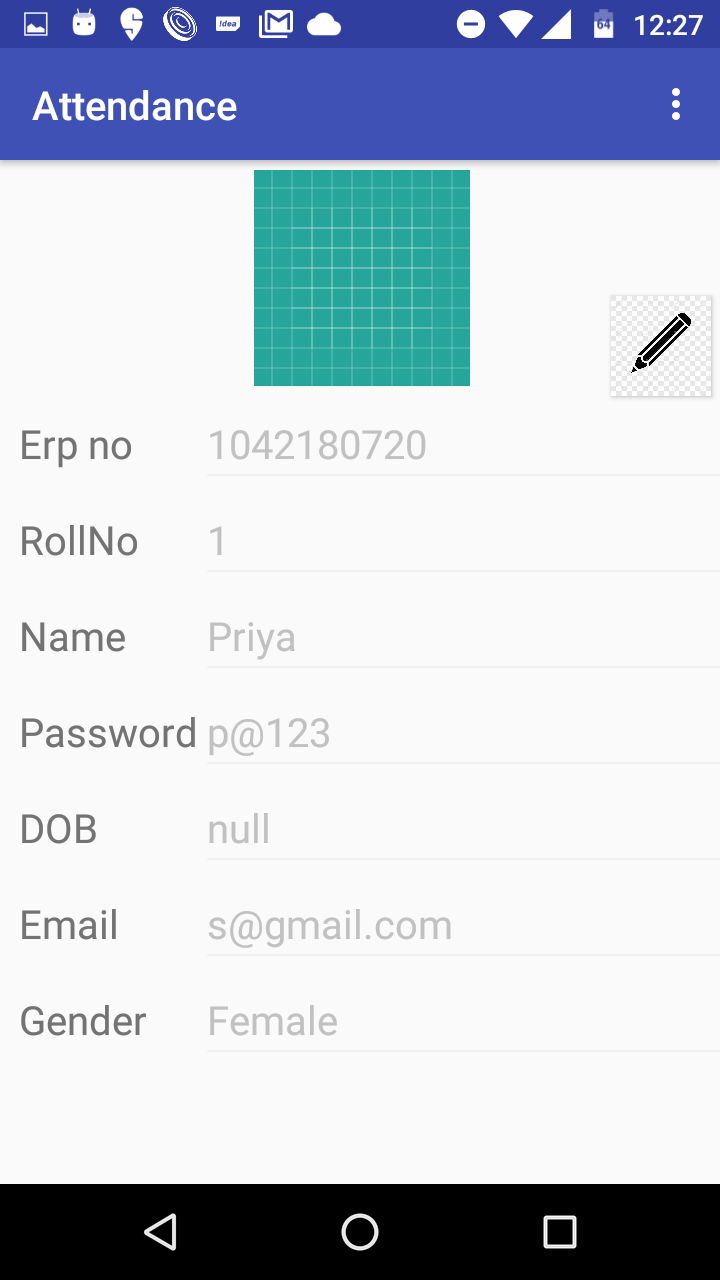 !dea
64
12:27
Attendance
Erp no 1042180720
RollNo 1
Name Priya
Password p@123
DOB null
Email s@gmail.com
Gender Female